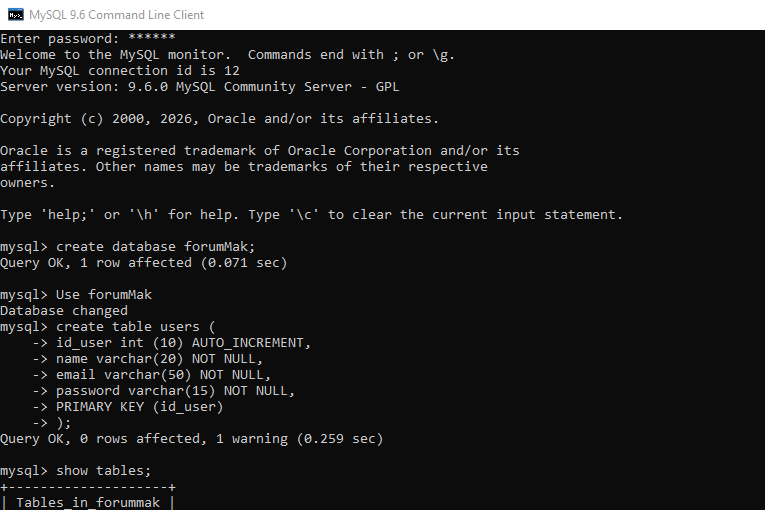 MySQL 9.6 Command Line Client
Enter password: ******
Welcome to the MySQL monitor.  Commands end with ; or \g.
Your MySQL connection id is 12
Server version: 9.6.0 MySQL Community Server - GPL

Copyright (c) 2000, 2026, Oracle and/or its affiliates.

Oracle is a registered trademark of Oracle Corporation and/or its
affiliates. Other names may be trademarks of their respective
owners.

Type 'help;' or '\h' for help. Type '\c' to clear the current input statement.

mysql> create database forumMak;
Query OK, 1 row affected (0.071 sec)

mysql> Use forumMak
Database changed
mysql> create table users (
    -> id_user int (10) AUTO_INCREMENT,
    -> name varchar(20) NOT NULL,
    -> email varchar(50) NOT NULL,
    -> password varchar(15) NOT NULL,
    -> PRIMARY KEY (id_user)
    -> );
Query OK, 0 rows affected, 1 warning (0.259 sec)

mysql> show tables;
+--------------------+
| Tables_in_forummak |